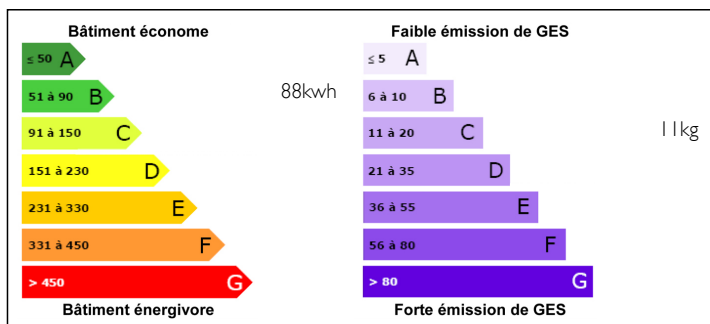 Bâtiment économe
≤ 50 A
51 à 90 B
91 à 150 C
151 à 230 D
231 à 330 E
331 à 450 F
> 450 G
Bâtiment énergivore
88kwh
Faible émission de GES
≤ 5 A
6 à 10 B
11 à 20 C
21 à 35 D
36 à 55 E
56 à 80 F
> 80 G
Forte émission de GES
11kg